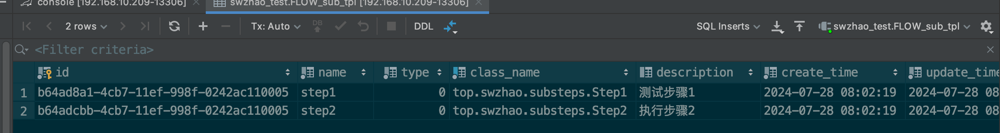 console [192.168.10.209-13306] swzhao_test.FLOW_sub_tpl [192.168.10.209-13306]
2 rows Tx: Auto DB DDL SQL Inserts swzhao_test.FLOW_sub_tpl
<Filter criteria>
id name type class_name description create_time update_time
1 b64ad8a1-4cb7-11ef-998f-0242ac110005 step1 0 top.swzhao.substeps.Step1 测试步骤1 2024-07-28 08:02:19 2024-07-28 08
2 b64adcbb-4cb7-11ef-998f-0242ac110005 step2 0 top.swzhao.substeps.Step2 执行步骤2 2024-07-28 08:02:19 2024-07-28 08